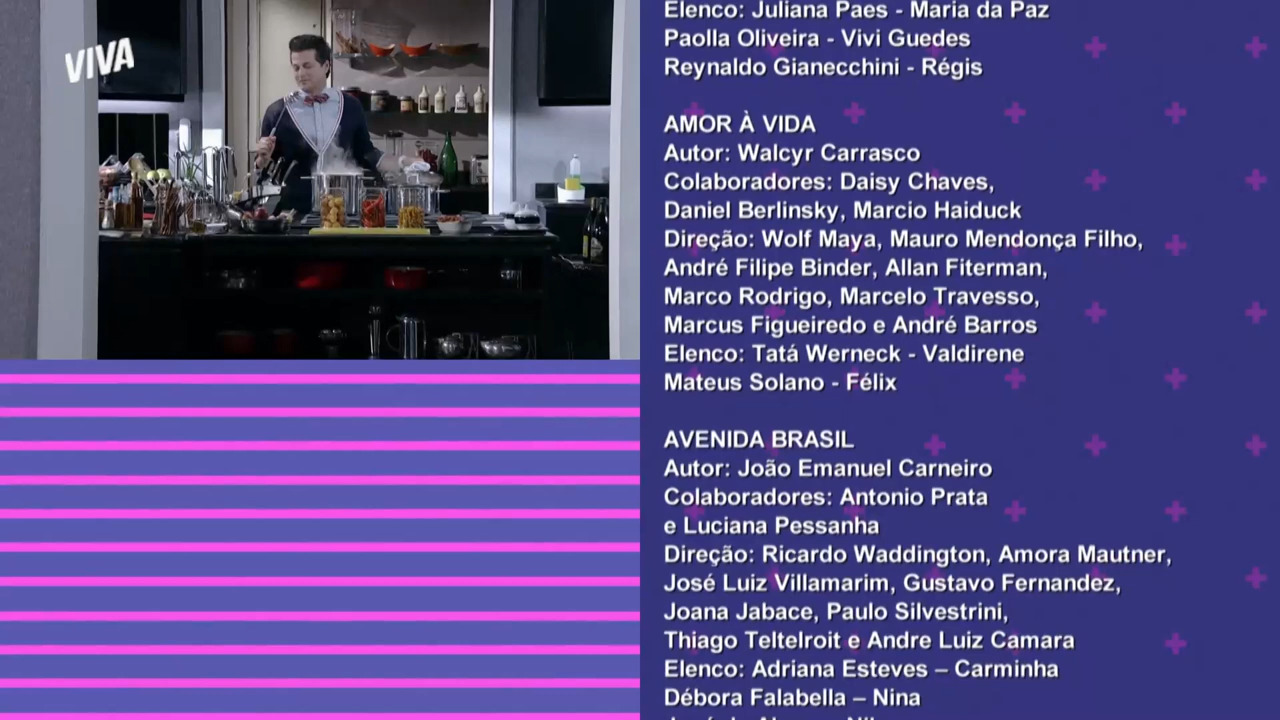 VIVA
Elenco: Juliana Paes - Maria da Paz
Paolla Oliveira - Vivi Guedes
Reynaldo Gianecchini - Régis
AMOR À VIDA
Autor: Walcyr Carrasco
Colaboradores: Daisy Chaves,
Daniel Berlinsky, Marcio Haiduck
Direção: Wolf Maya, Mauro Mendonça Filho,
André Filipe Binder, Allan Fiterman,
Marco Rodrigo, Marcelo Travesso,
Marcus Figueiredo e André Barros
Elenco: Tatá Werneck - Valdirene
Mateus Solano - Félix
AVENIDA BRASIL
Autor: João Emanuel Carneiro
Colaboradores: Antonio Prata
e Luciana Pessanha
Direção: Ricardo Waddington, Amora Mautner,
José Luiz Villamarim, Gustavo Fernandez,
Joana Jabace, Paulo Silvestrini,
Thiago Teltelroit e Andre Luiz Camara
Elenco: Adriana Esteves – Carminha
Débora Falabella – Nina